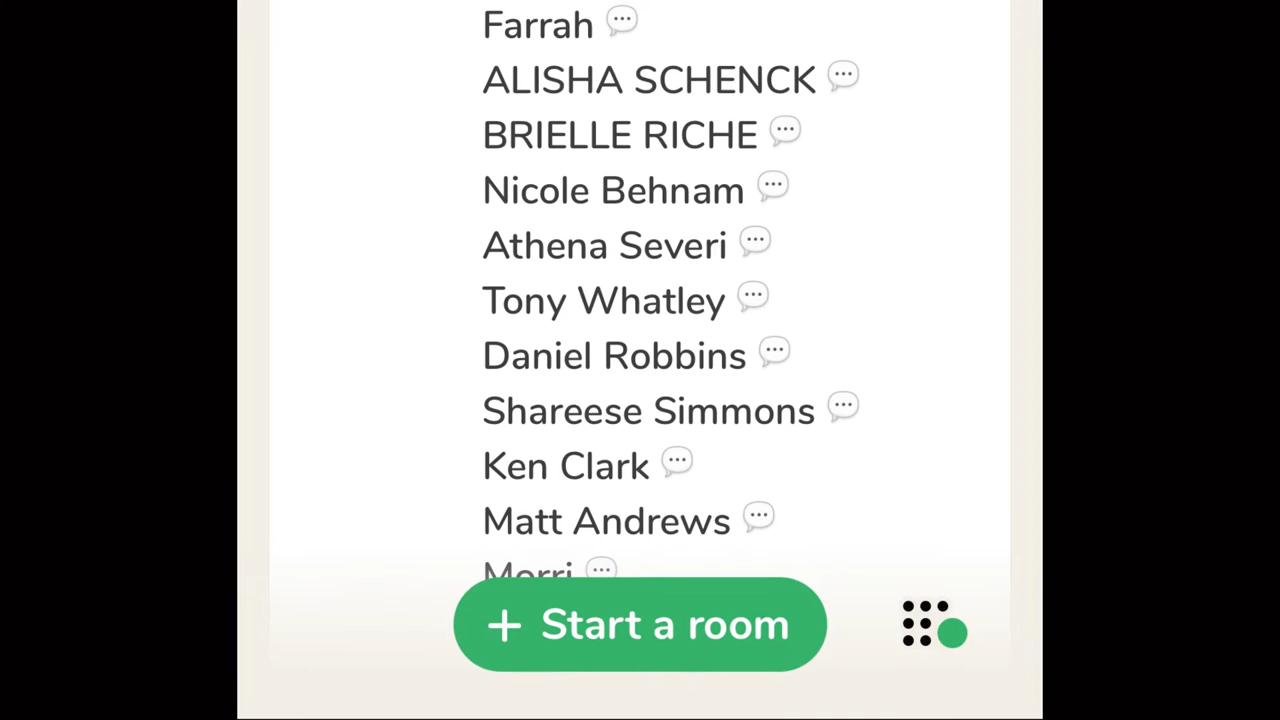 Farrah
ALISHA SCHENCK
BRIELLE RICHE
Nicole Behnam
Athena Severi
Tony Whatley
Daniel Robbins
Shareese Simmons
Ken Clark
Matt Andrews
+ Start a room